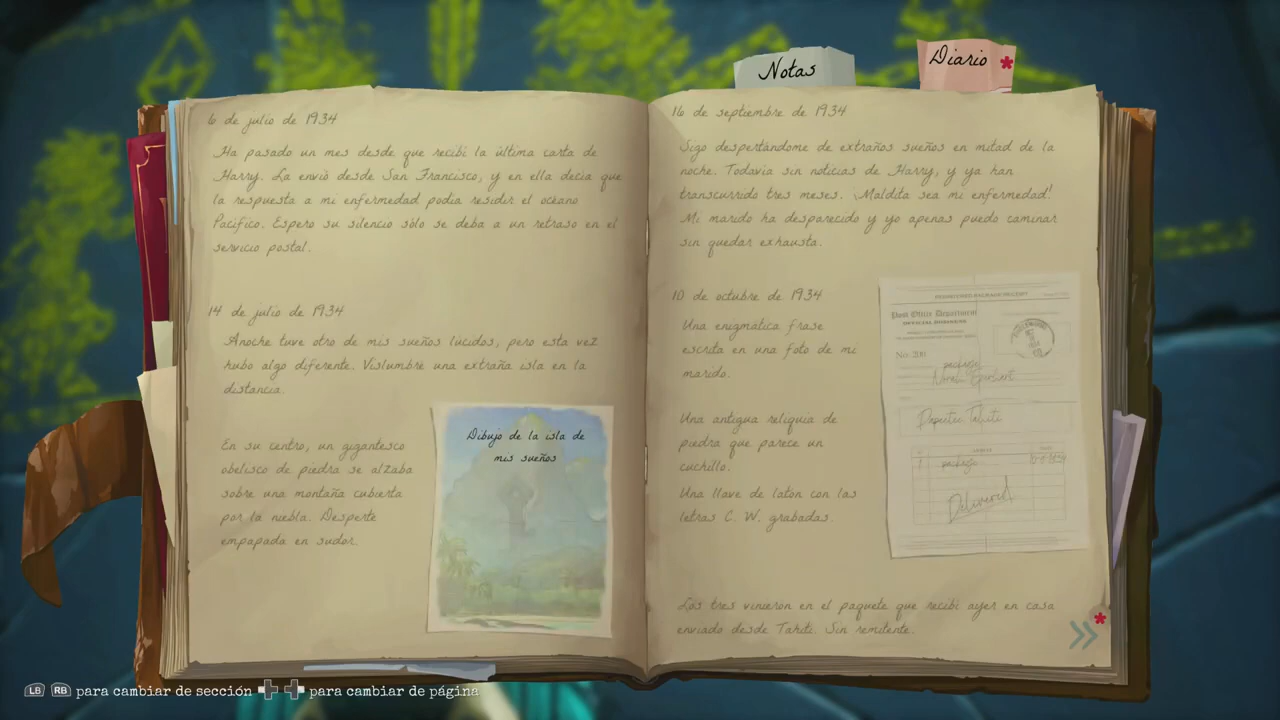 Notas
Diario *
6 de julio de 1934
Ha pasado un mes desde que recibí la última carta de
Harry. La envió desde San Francisco, y en ella decía que
la respuesta a mi enfermedad podía residir el océano
Pacífico. Espero su silencio sólo se deba a un retraso en el
servicio postal.
14 de julio de 1934
Anoche tuve otro de mis sueños lúcidos, pero esta vez
hubo algo diferente. Vislumbré una extraña isla en la
distancia.
En su centro, un gigantesco
obelisco de piedra se alzaba
sobre una montaña cubierta
por la niebla. Desperté
empapada en sudor.
Dibujo de la isla de
mis sueños
16 de septiembre de 1934
Sigo despertándome de extraños sueños en mitad de la
noche. Todavía sin noticias de Harry, y ya han
transcurrido tres meses. ¡Maldita sea mi enfermedad!
Mi marido ha desparecido y yo apenas puedo caminar
sin quedar exhausta.
10 de octubre de 1934
Una enigmática frase
escrita en una foto de mi
marido.
Una antigua reliquia de
piedra que parece un
cuchillo.
Una llave de latón con las
letras C. W. grabadas.
Post Office Department
OFFICIAL BUSINESS
package
Papeete Tahiti
package
Delivered
Los tres vinieron en el paquete que recibí ayer en casa
enviado desde Tahití. Sin remitente.
LB RB para cambiar de sección para cambiar de página